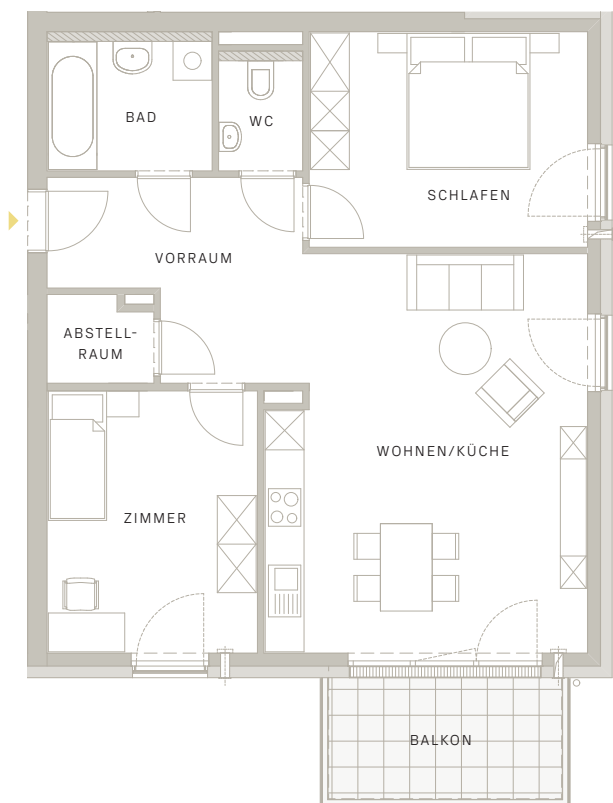 BAD
WC
SCHLAFEN
VORRAUM
ABSTELL-
RAUM
WOHNEN/KÜCHE
ZIMMER
BALKON